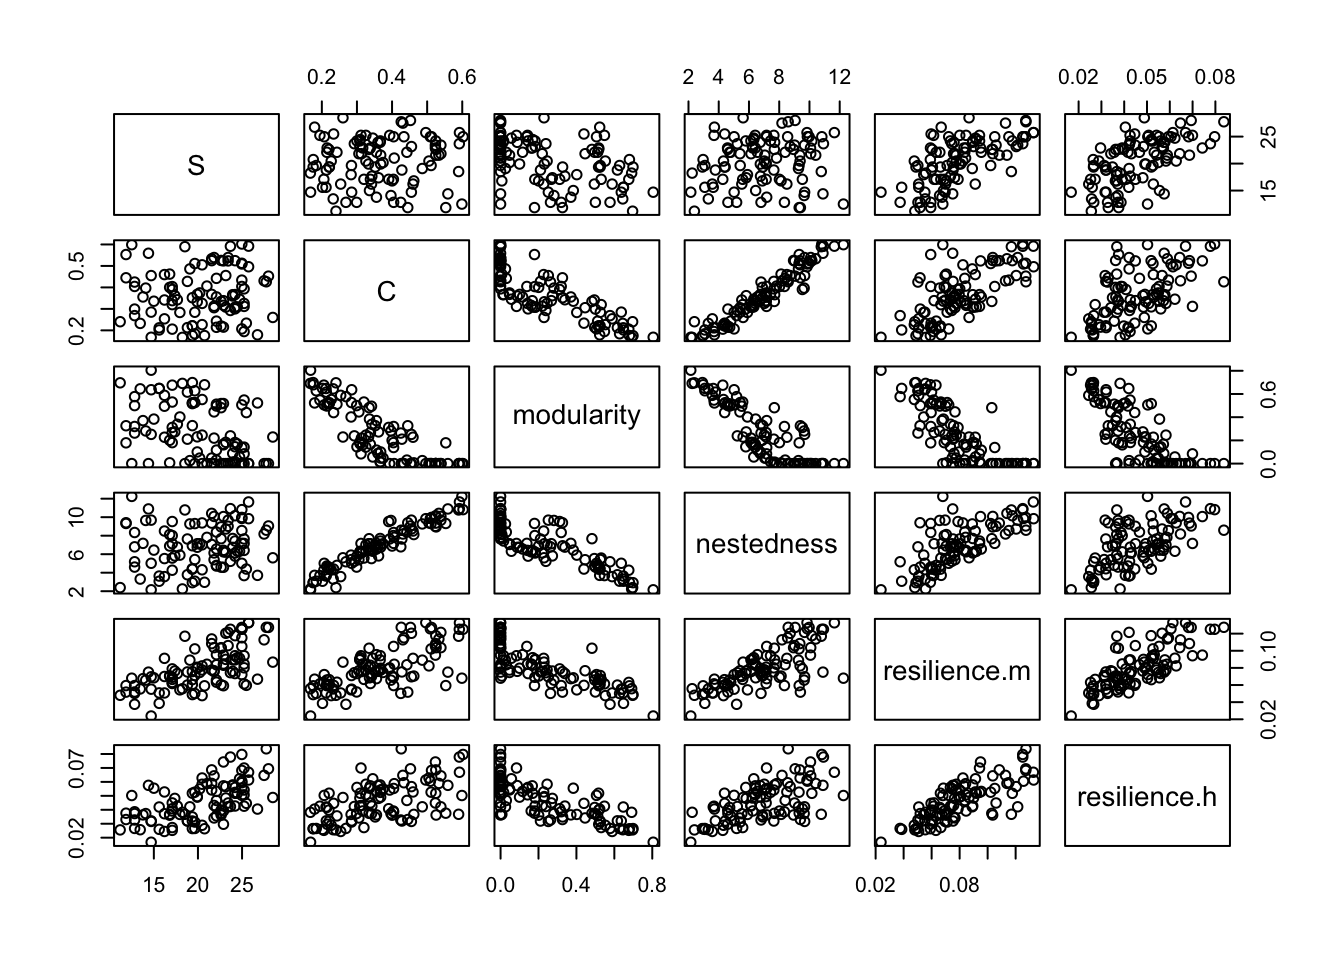 0.2 0.4 0.6 2 4 6 8 12 0.02 0.05 0.08
S 15 25
0.2 0.5 C
modularity 0.0 0.6
2 6 10 nestedness
resilience.m 0.02 0.10
0.02 0.07 resilience.h
15 20 25 0.0 0.4 0.8 0.02 0.08